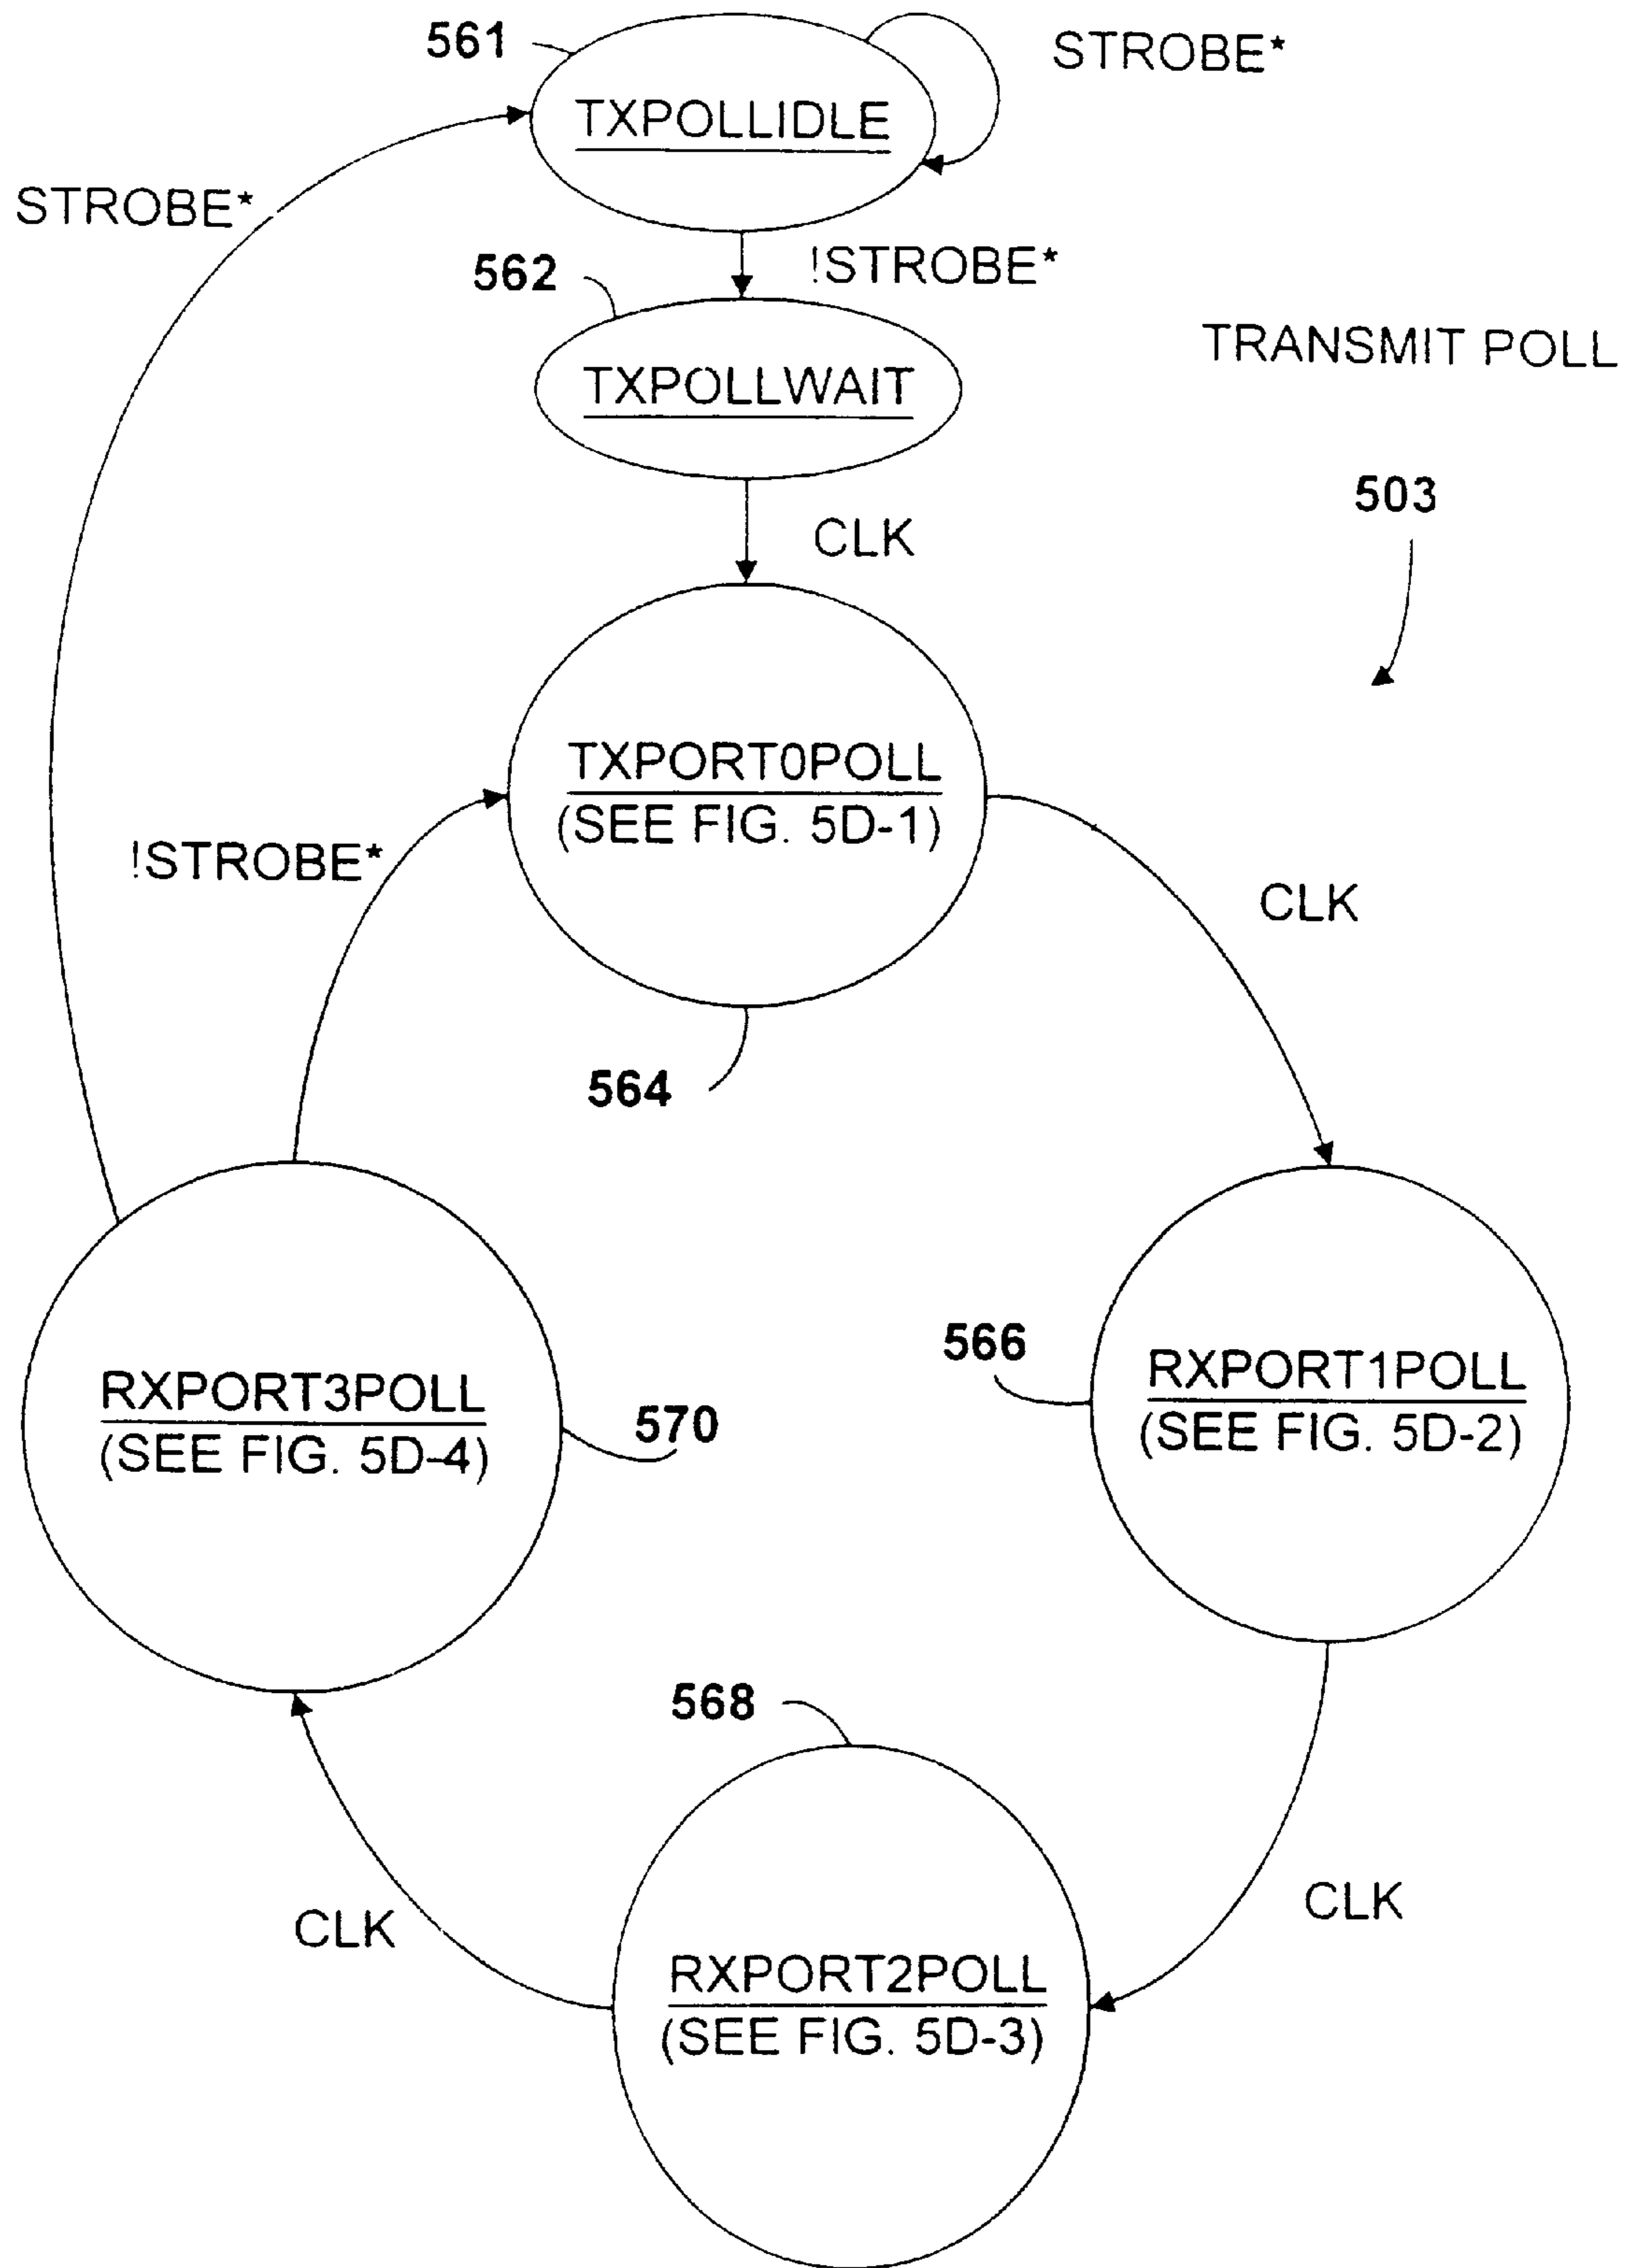 561
STROBE*
TXPOLLIDLE
STROBE*
!STROBE*
562
TRANSMIT POLL
TXPOLLWAIT
503
CLK
TXPORT0POLL
(SEE FIG. 5D-1)
!STROBE*
CLK
564
566
RXPORT1POLL
(SEE FIG. 5D-2)
RXPORT3POLL
(SEE FIG. 5D-4)
570
568
CLK
CLK
RXPORT2POLL
(SEE FIG. 5D-3)